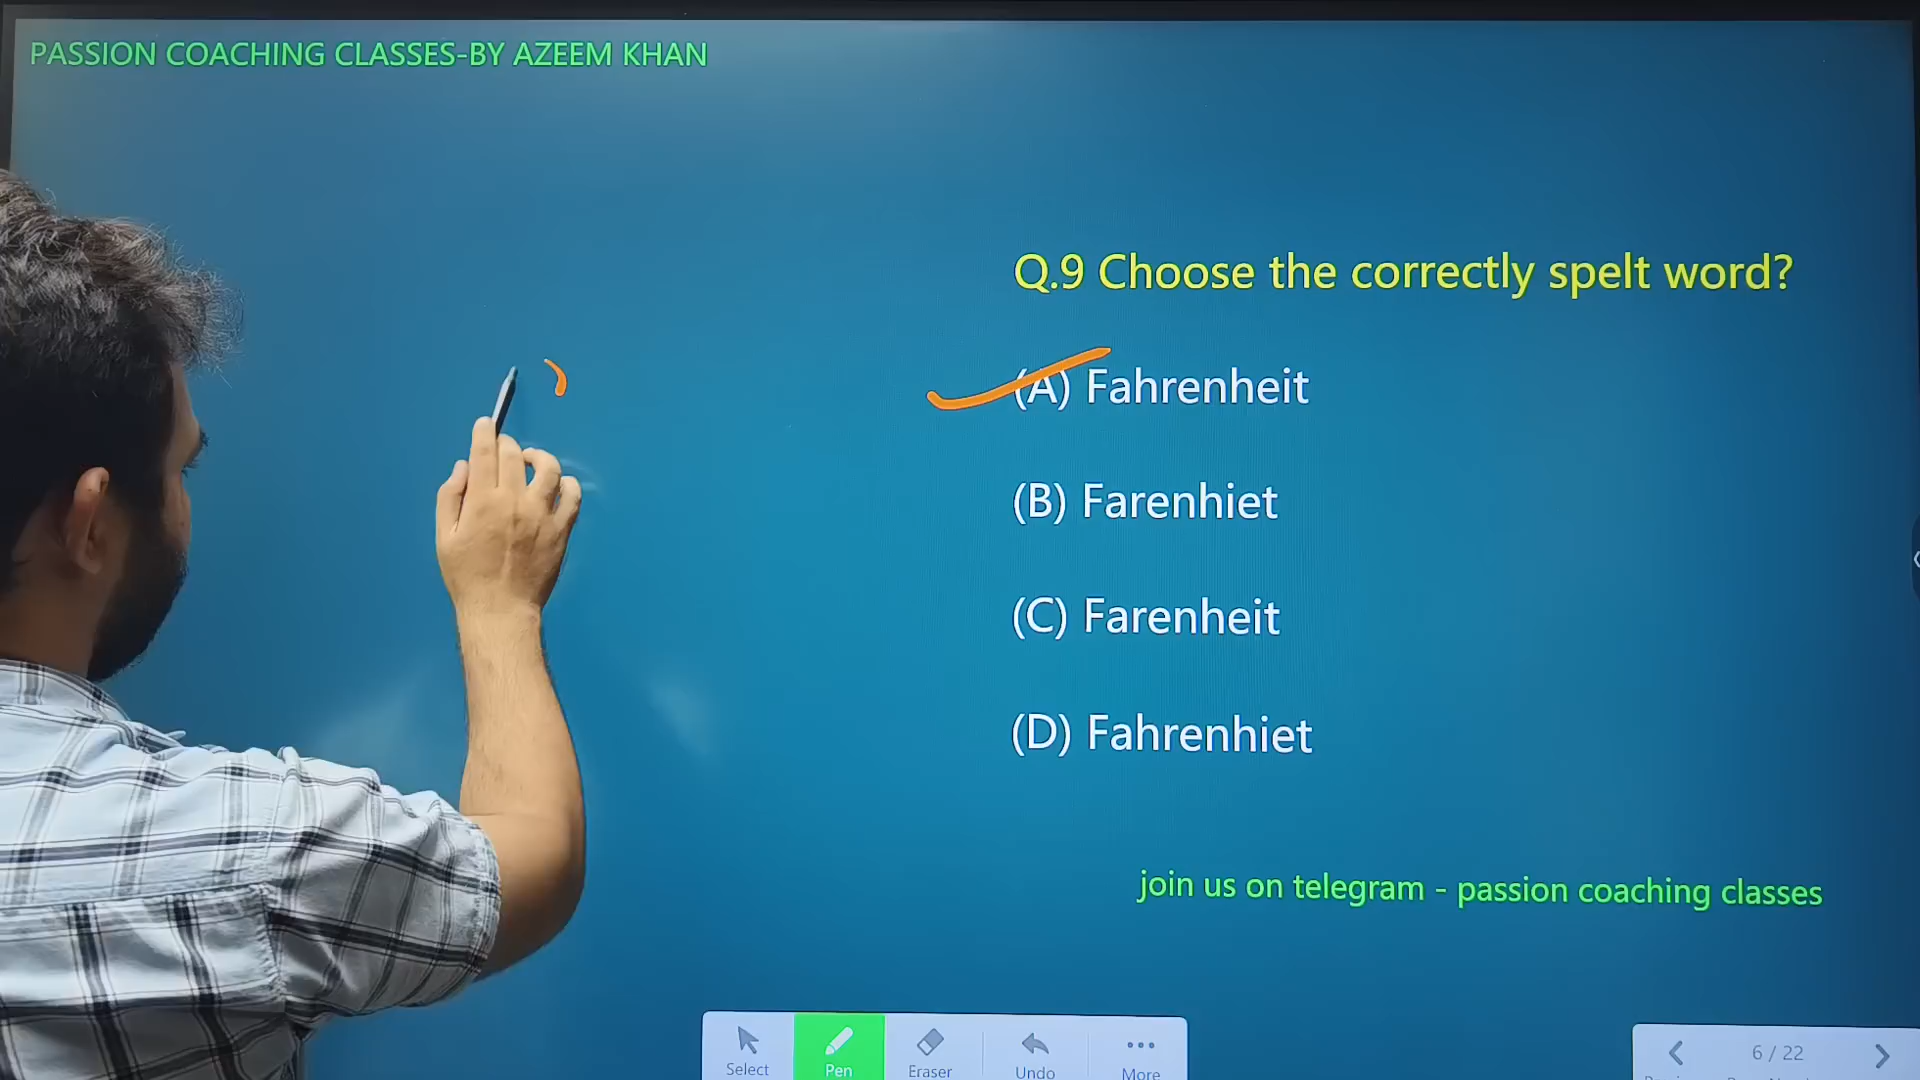 PASSION COACHING CLASSES-BY AZEEM KHAN
Q.9 Choose the correctly spelt word?
(A) Fahrenheit
(B) Farenhiet
(C) Farenheit
(D) Fahrenhiet
join us on telegram - passion coaching classes
Select
Pen
Eraser
Undo
More
6 / 22